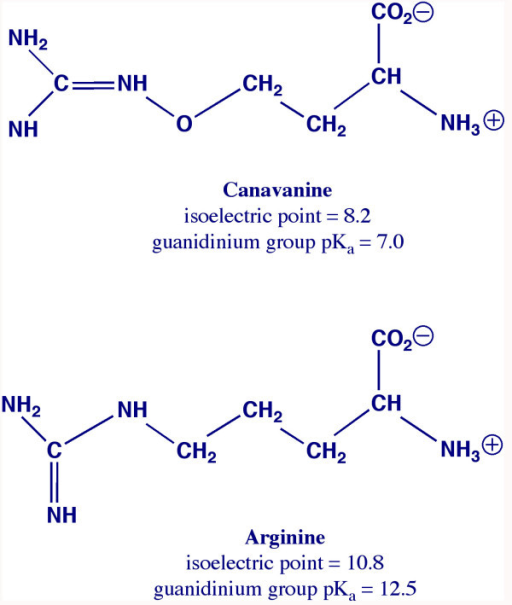 CO₂⊖
NH₂
C NH CH₂ CH
NH O CH₂ NH₃⊕
Canavanine
isoelectric point = 8.2
guanidinium group pKₐ = 7.0
CO₂⊖
NH₂ NH CH₂ CH
C CH₂ CH₂ NH₃⊕
NH
Arginine
isoelectric point = 10.8
guanidinium group pKₐ = 12.5